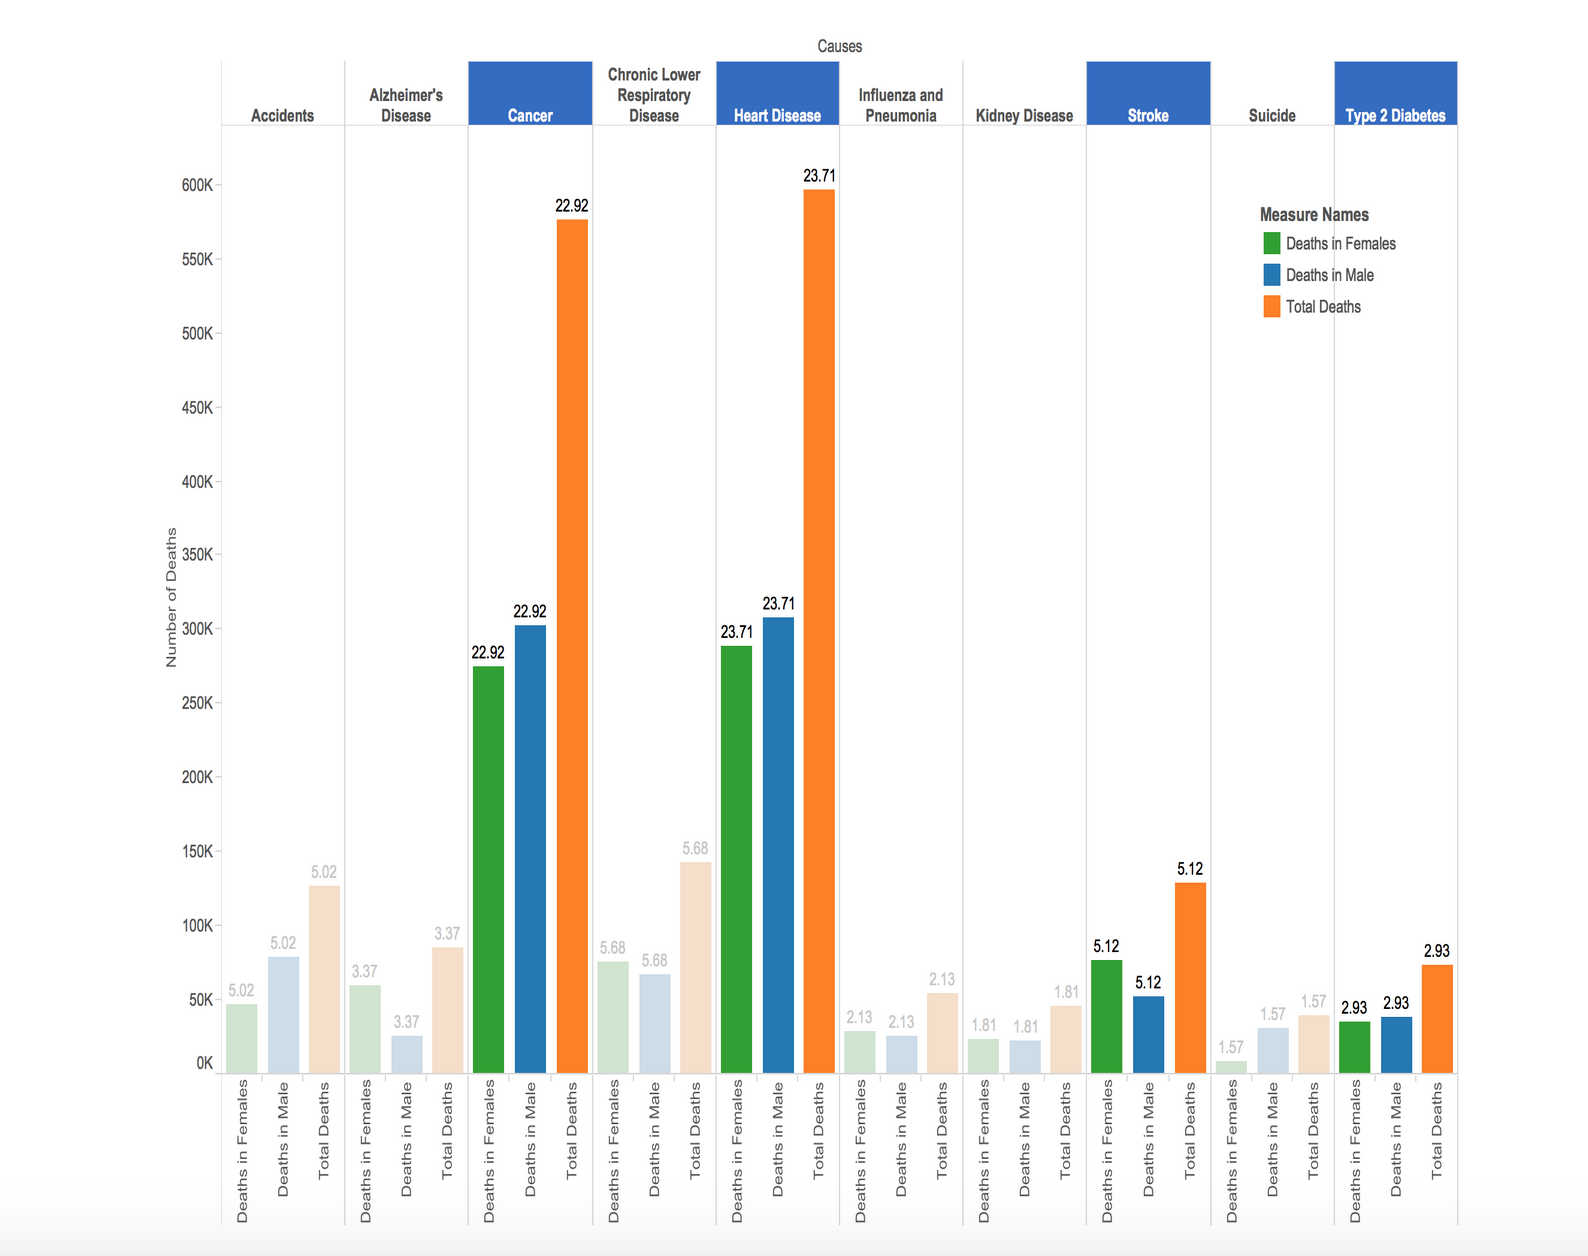 Causes
Accidents
Alzheimer's
Disease
Cancer
Chronic Lower
Respiratory
Disease
Heart Disease
Influenza and
Pneumonia
Kidney Disease
Stroke
Suicide
Type 2 Diabetes
Measure Names
Deaths in Females
Deaths in Male
Total Deaths
Number of Deaths
600K
550K
500K
450K
400K
350K
300K
250K
200K
150K
100K
50K
0K
5.02
5.02
5.02
3.37
3.37
3.37
22.92
22.92
22.92
5.68
5.68
5.68
23.71
23.71
23.71
2.13
2.13
2.13
1.81
1.81
1.81
5.12
5.12
5.12
1.57
1.57
1.57
2.93
2.93
2.93
Deaths in Females
Deaths in Male
Total Deaths
Deaths in Females
Deaths in Male
Total Deaths
Deaths in Females
Deaths in Male
Total Deaths
Deaths in Females
Deaths in Male
Total Deaths
Deaths in Females
Deaths in Male
Total Deaths
Deaths in Females
Deaths in Male
Total Deaths
Deaths in Females
Deaths in Male
Total Deaths
Deaths in Females
Deaths in Male
Total Deaths
Deaths in Females
Deaths in Male
Total Deaths
Deaths in Females
Deaths in Male
Total Deaths